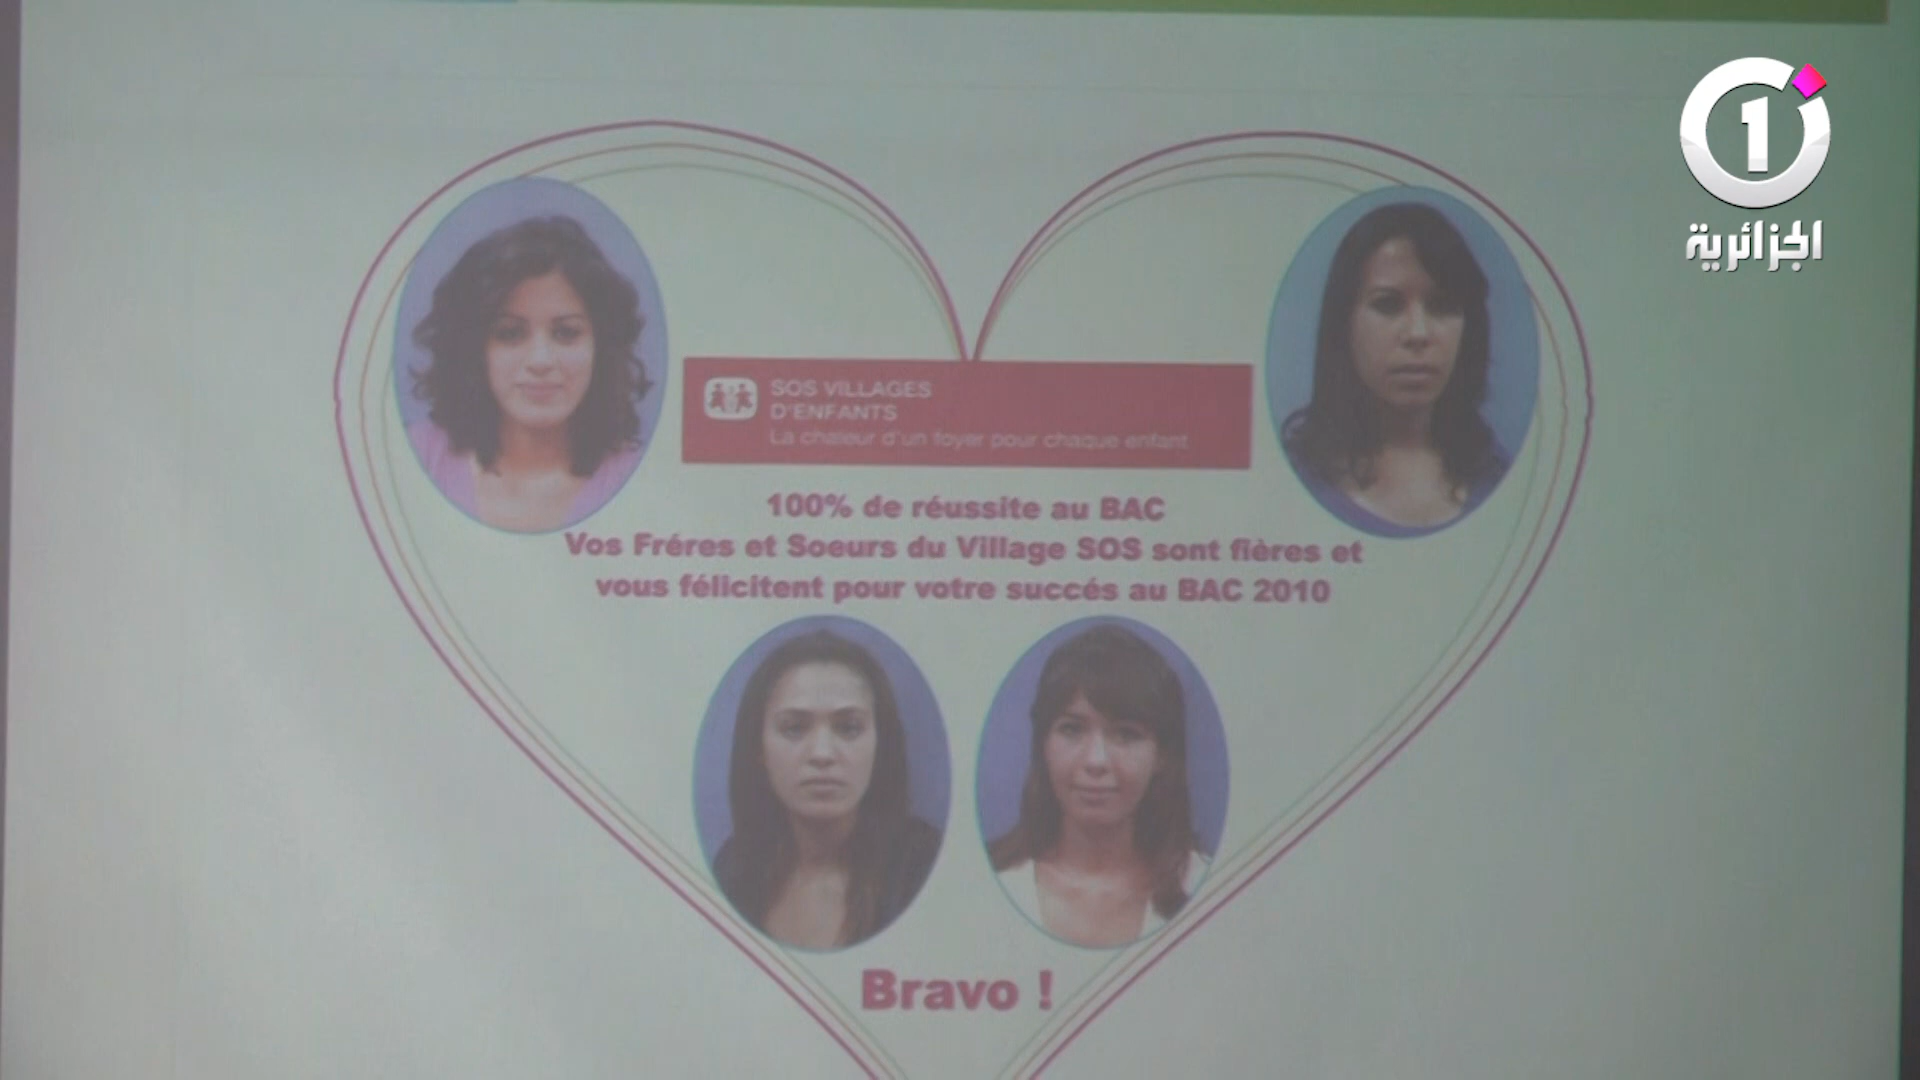 1
الجزائرية
SOS VILLAGES
D'ENFANTS
La chaleur d'un foyer pour chaque enfant
100% de réussite au BAC
Vos Fréres et Soeurs du Village SOS sont fières et
vous félicitent pour votre succés au BAC 2010
Bravo !